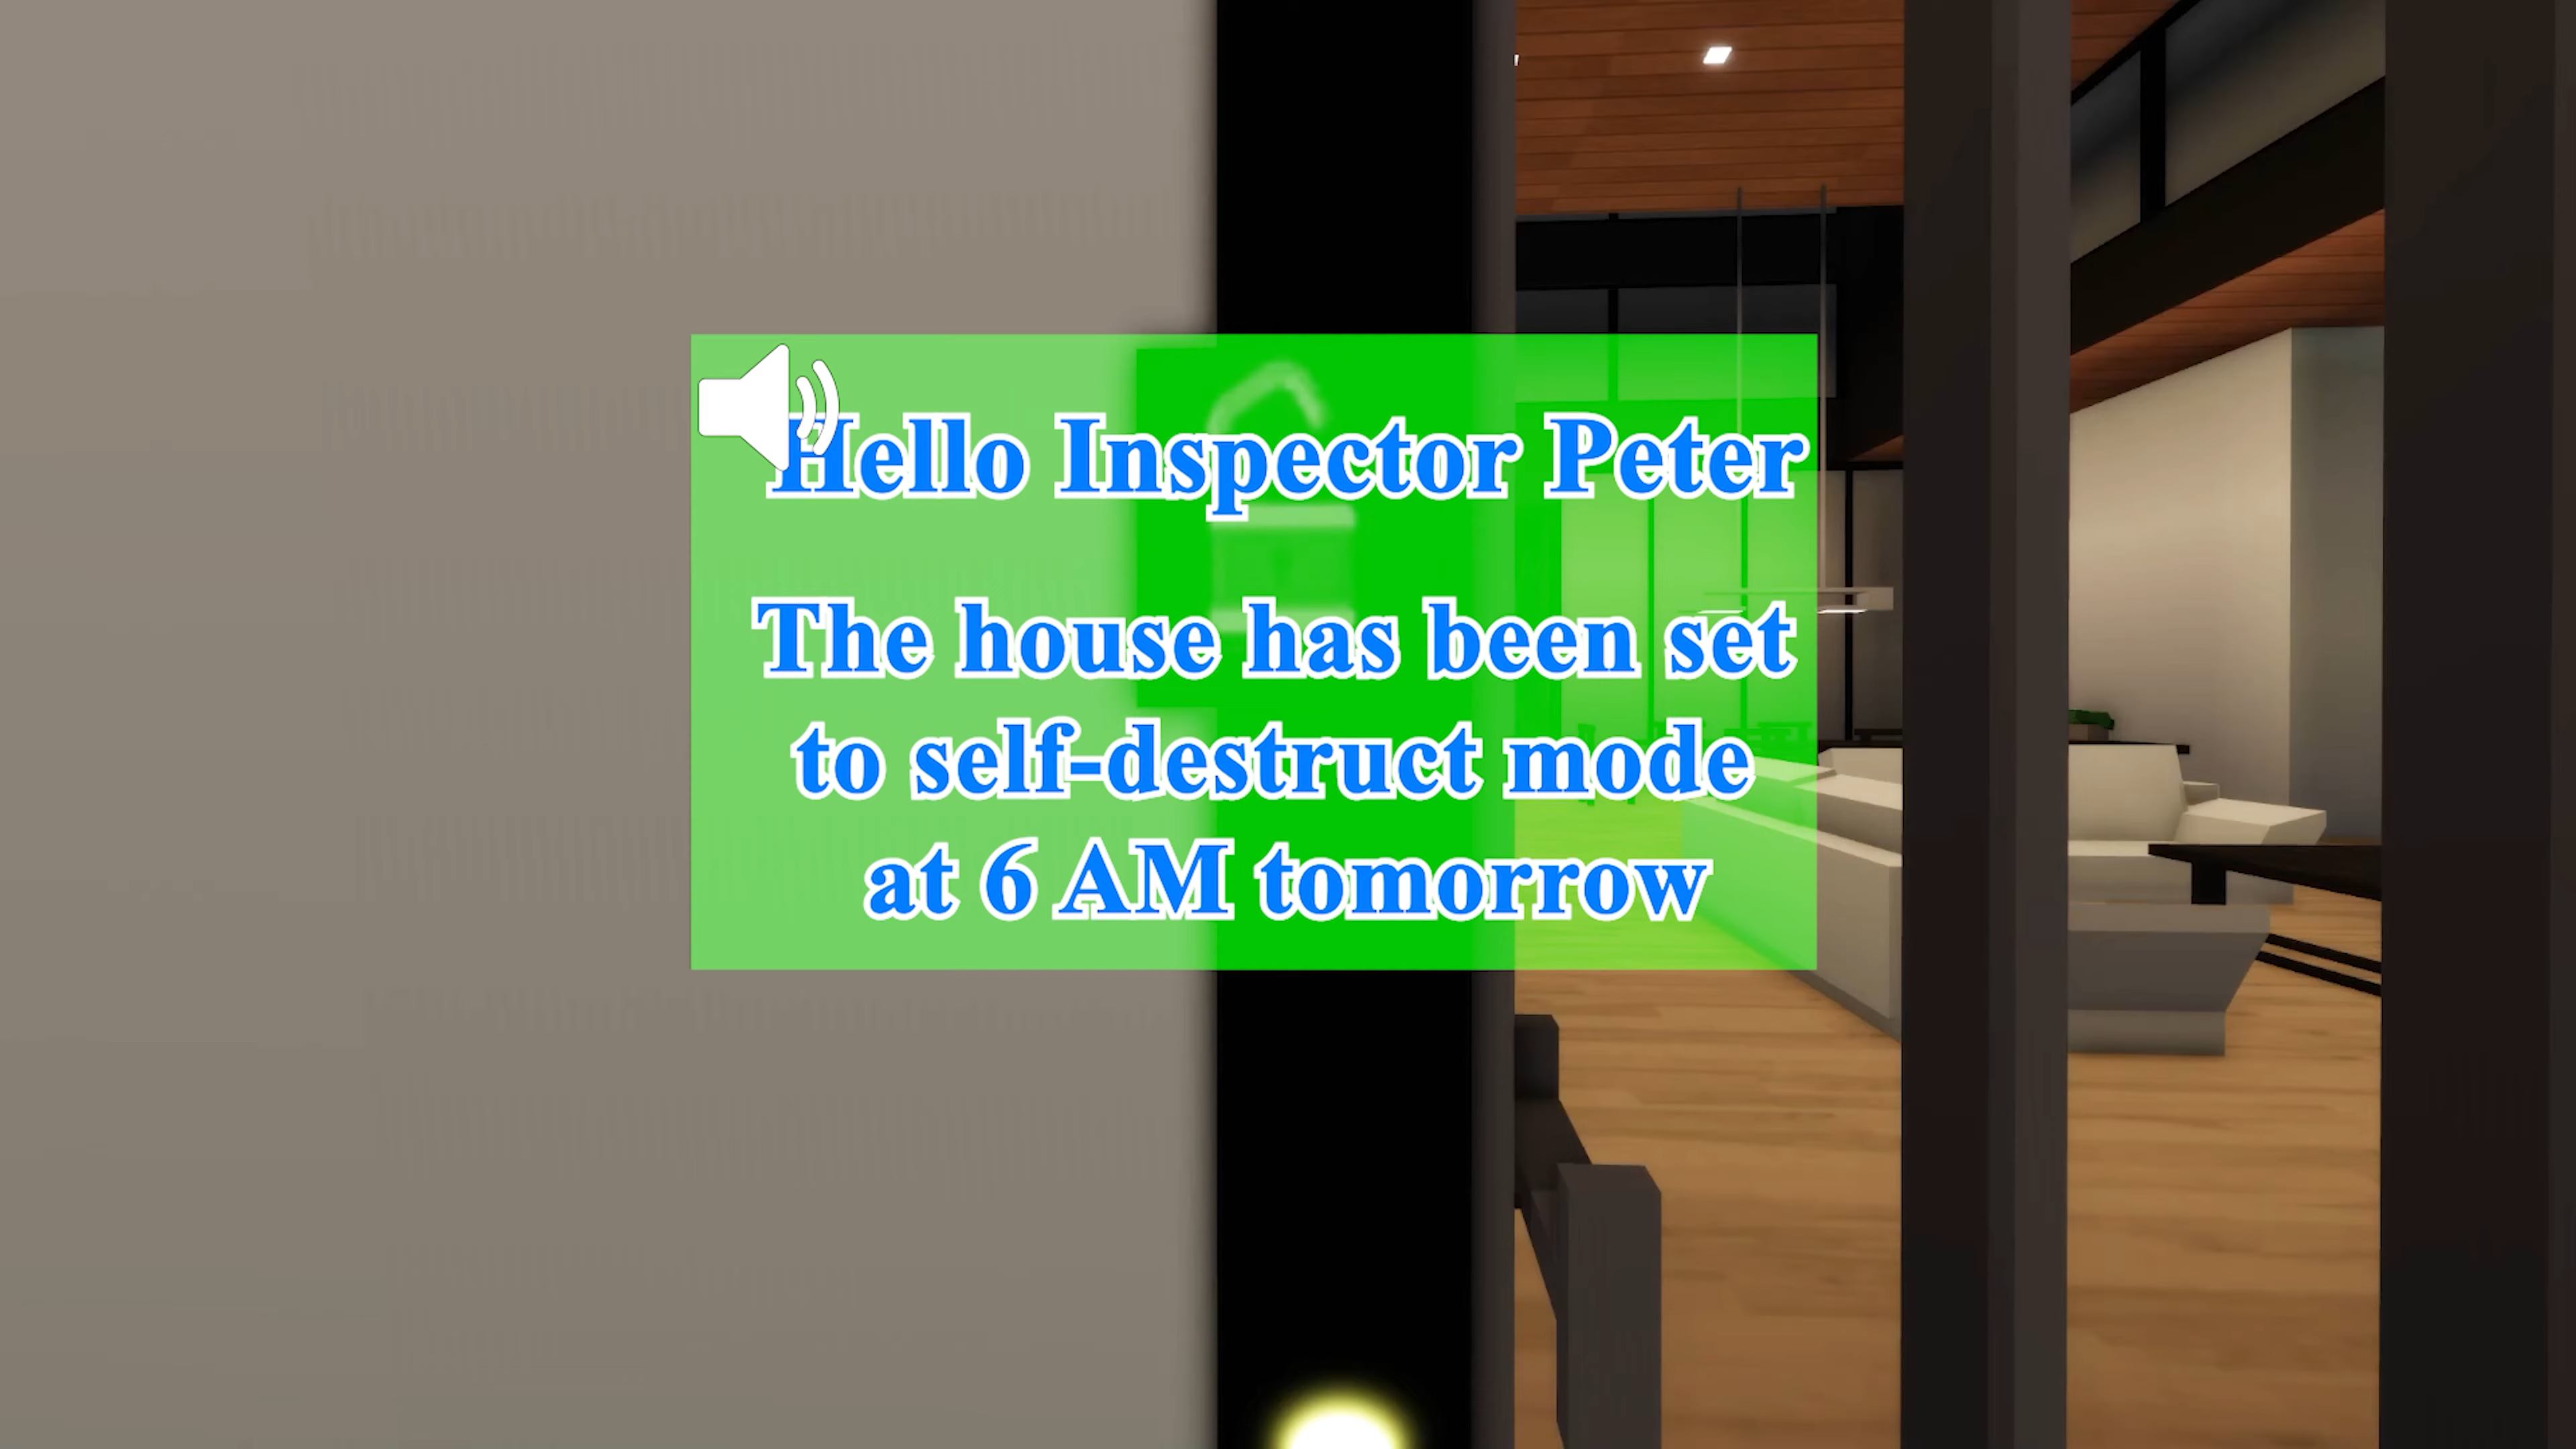 Hello Inspector Peter
The house has been set
to self-destruct mode
at 6 AM tomorrow